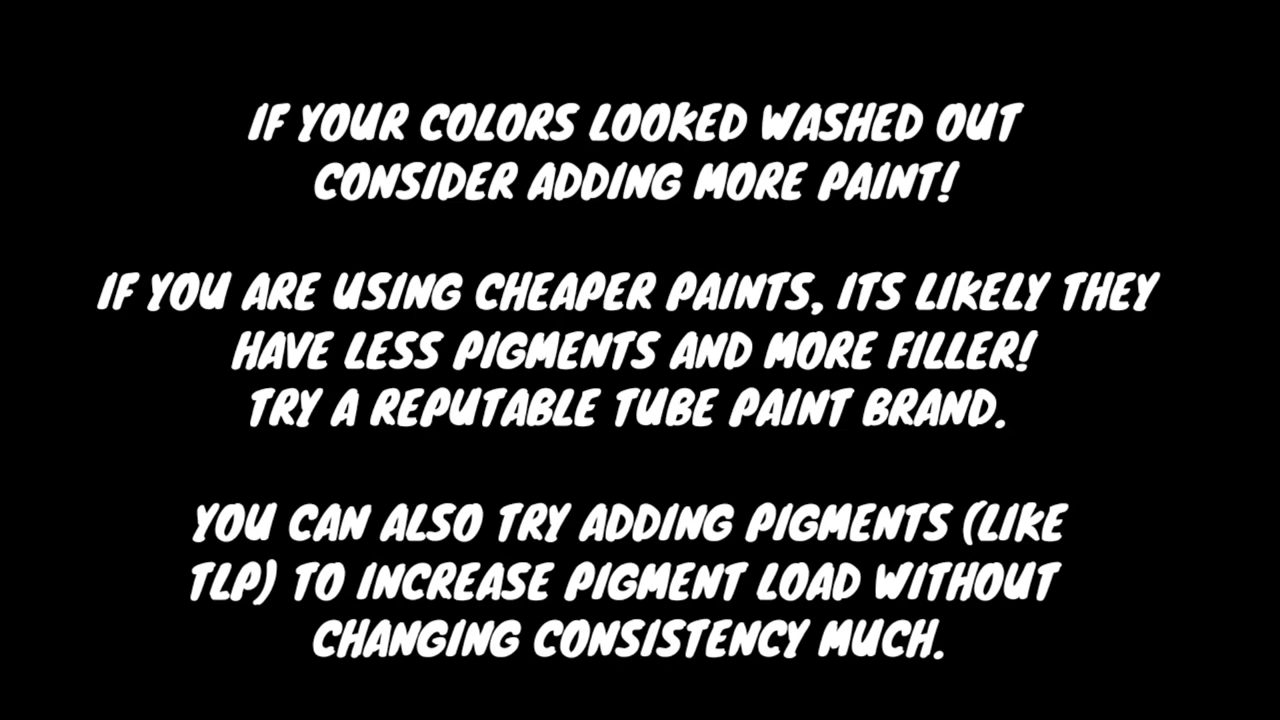 IF YOUR COLORS LOOKED WASHED OUT
CONSIDER ADDING MORE PAINT!
IF YOU ARE USING CHEAPER PAINTS, ITS LIKELY THEY
HAVE LESS PIGMENTS AND MORE FILLER!
TRY A REPUTABLE TUBE PAINT BRAND.
YOU CAN ALSO TRY ADDING PIGMENTS (LIKE
TLP) TO INCREASE PIGMENT LOAD WITHOUT
CHANGING CONSISTENCY MUCH.